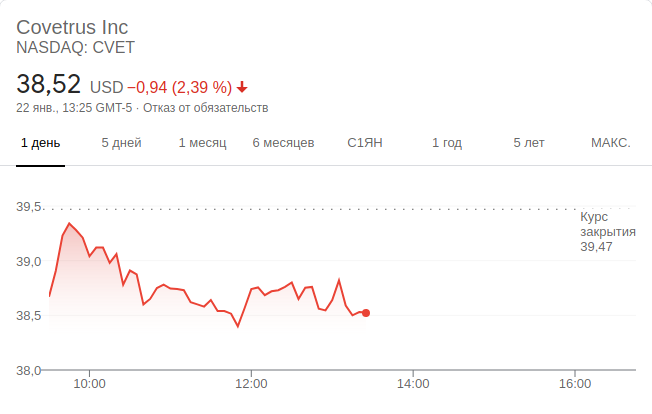 Covetrus Inc
NASDAQ: CVET
38,52 USD −0,94 (2,39 %)
22 янв., 13:25 GMT-5 · Отказ от обязательств
1 день 5 дней 1 месяц 6 месяцев С1ЯН 1 год 5 лет МАКС.
39,5
Курс
закрытия
39,47
39,0
38,5
38,0
10:00 12:00 14:00 16:00